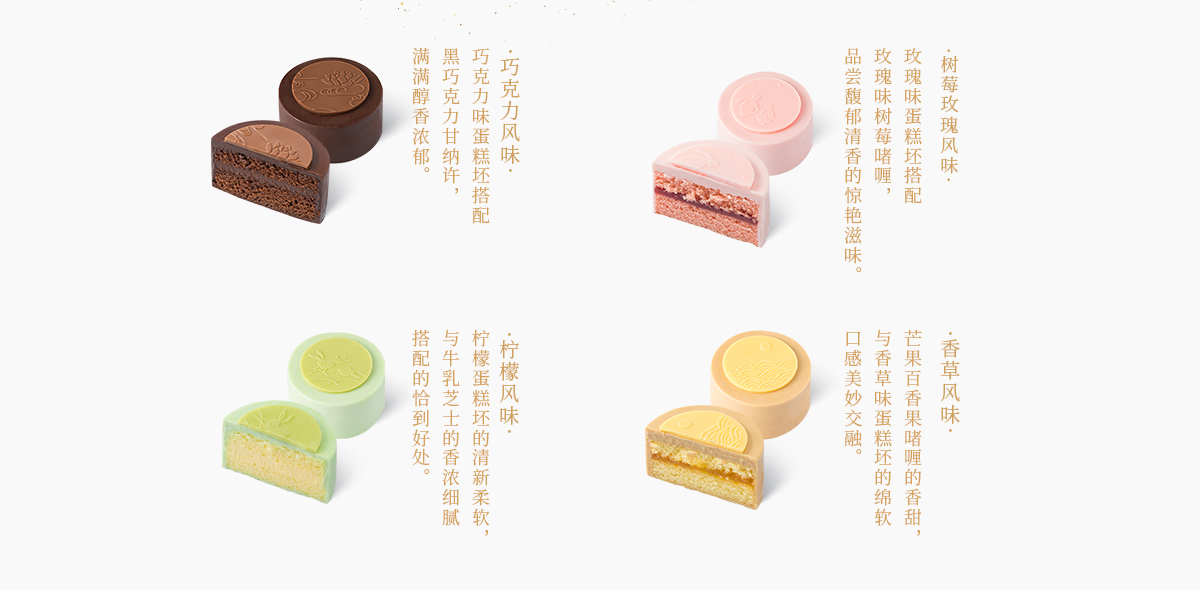 ·巧克力风味·
巧克力味蛋糕坯搭配
黑巧克力甘纳许，
满满醇香浓郁。
·树莓玫瑰风味·
玫瑰味蛋糕坯搭配
玫瑰味树莓啫喱，
品尝馥郁清香的惊艳滋味。
·柠檬风味·
柠檬蛋糕坯的清新柔软，
与牛乳芝士的香浓细腻
搭配的恰到好处。
·香草风味·
芒果百香果啫喱的香甜，
与香草味蛋糕坯的绵软
口感美妙交融。